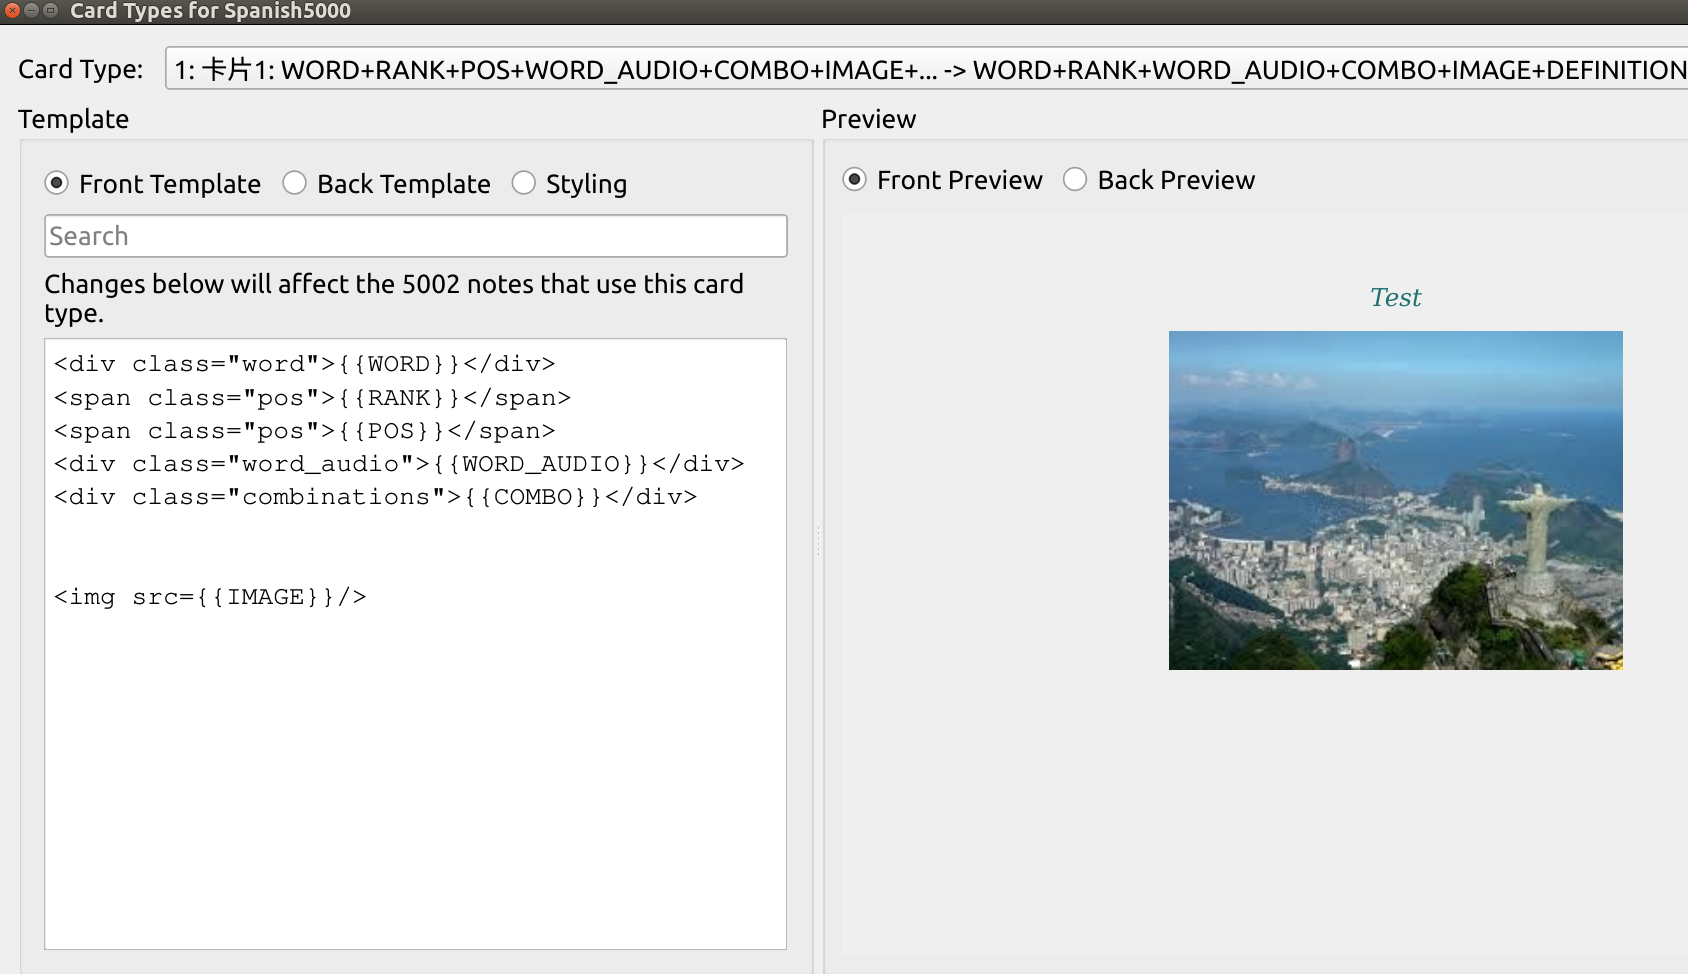 Card Types for Spanish5000
Card Type: 1: 卡片1: WORD+RANK+POS+WORD_AUDIO+COMBO+IMAGE+... -> WORD+RANK+WORD_AUDIO+COMBO+IMAGE+DEFINITION
Template
Front Template Back Template Styling
Search
Changes below will affect the 5002 notes that use this card
type.
<div class="word">{{WORD}}</div>
<span class="pos">{{RANK}}</span>
<span class="pos">{{POS}}</span>
<div class="word_audio">{{WORD_AUDIO}}</div>
<div class="combinations">{{COMBO}}</div>
<img src={{IMAGE}}/>
Preview
Front Preview Back Preview
Test